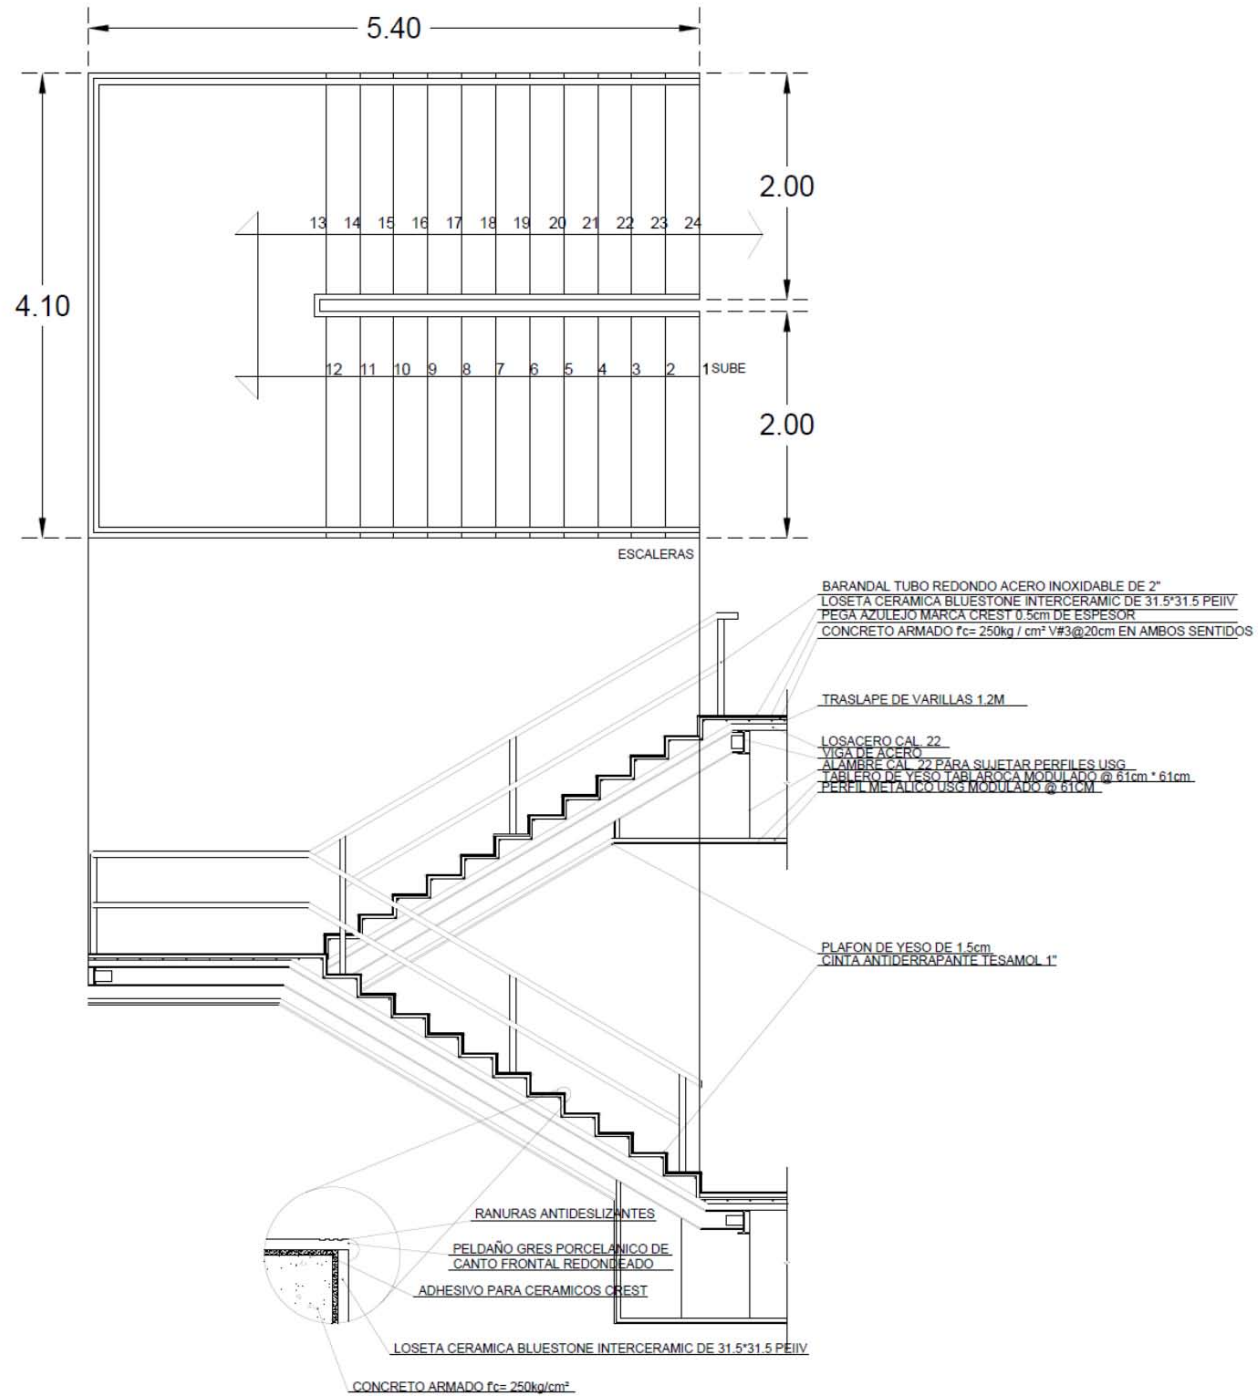 5.40
2.00
13 14 15 16 17 18 19 20 21 22 23 24
4.10
12 11 10 9 8 7 6 5 4 3 2 1 SUBE
2.00
ESCALERAS
BARANDAL TUBO REDONDO ACERO INOXIDABLE DE 2"
LOSETA CERAMICA BLUESTONE INTERCERAMIC DE 31.5*31.5 PEIIV
PEGA AZULEJO MARCA CREST 0.5cm DE ESPESOR
CONCRETO ARMADO f'c= 250kg / cm² V#3@20cm EN AMBOS SENTIDOS
TRASLAPE DE VARILLAS 1.2M
LOSACERO CAL. 22
VIGA DE ACERO
ALAMBRE CAL. 22 PARA SUJETAR PERFILES USG
TABLERO DE YESO TABLAROCA MODULADO @ 61cm * 61cm
PERFIL METALICO USG MODULADO @ 61CM
PLAFON DE YESO DE 1.5cm
CINTA ANTIDERRAPANTE TESAMOL 1"
RANURAS ANTIDESLIZANTES
PELDAÑO GRES PORCELANICO DE
CANTO FRONTAL REDONDEADO
ADHESIVO PARA CERAMICOS CREST
LOSETA CERAMICA BLUESTONE INTERCERAMIC DE 31.5*31.5 PEIIV
CONCRETO ARMADO f'c= 250kg/cm²